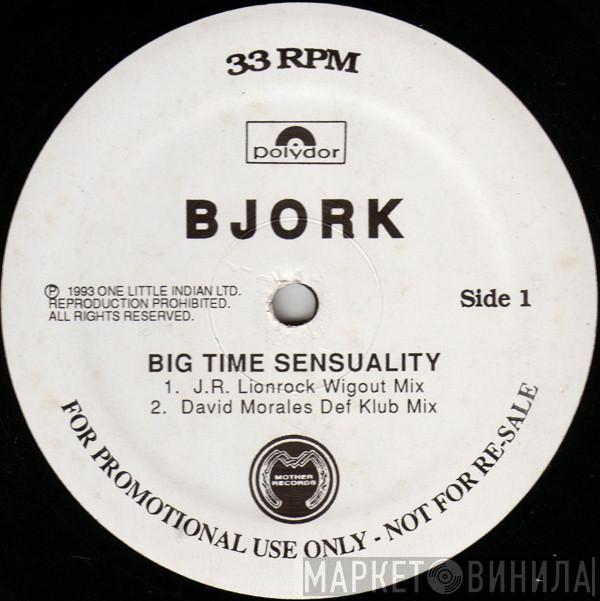 33 RPM
polydor
BJORK
℗ 1993 ONE LITTLE INDIAN LTD.
REPRODUCTION PROHIBITED.
ALL RIGHTS RESERVED.
Side 1
BIG TIME SENSUALITY
1. J.R. Lionrock Wigout Mix
2. David Morales Def Klub Mix
MOTHER
RECORDS
FOR PROMOTIONAL USE ONLY - NOT FOR RE-SALE
МАРКЕТ ВИНИЛА